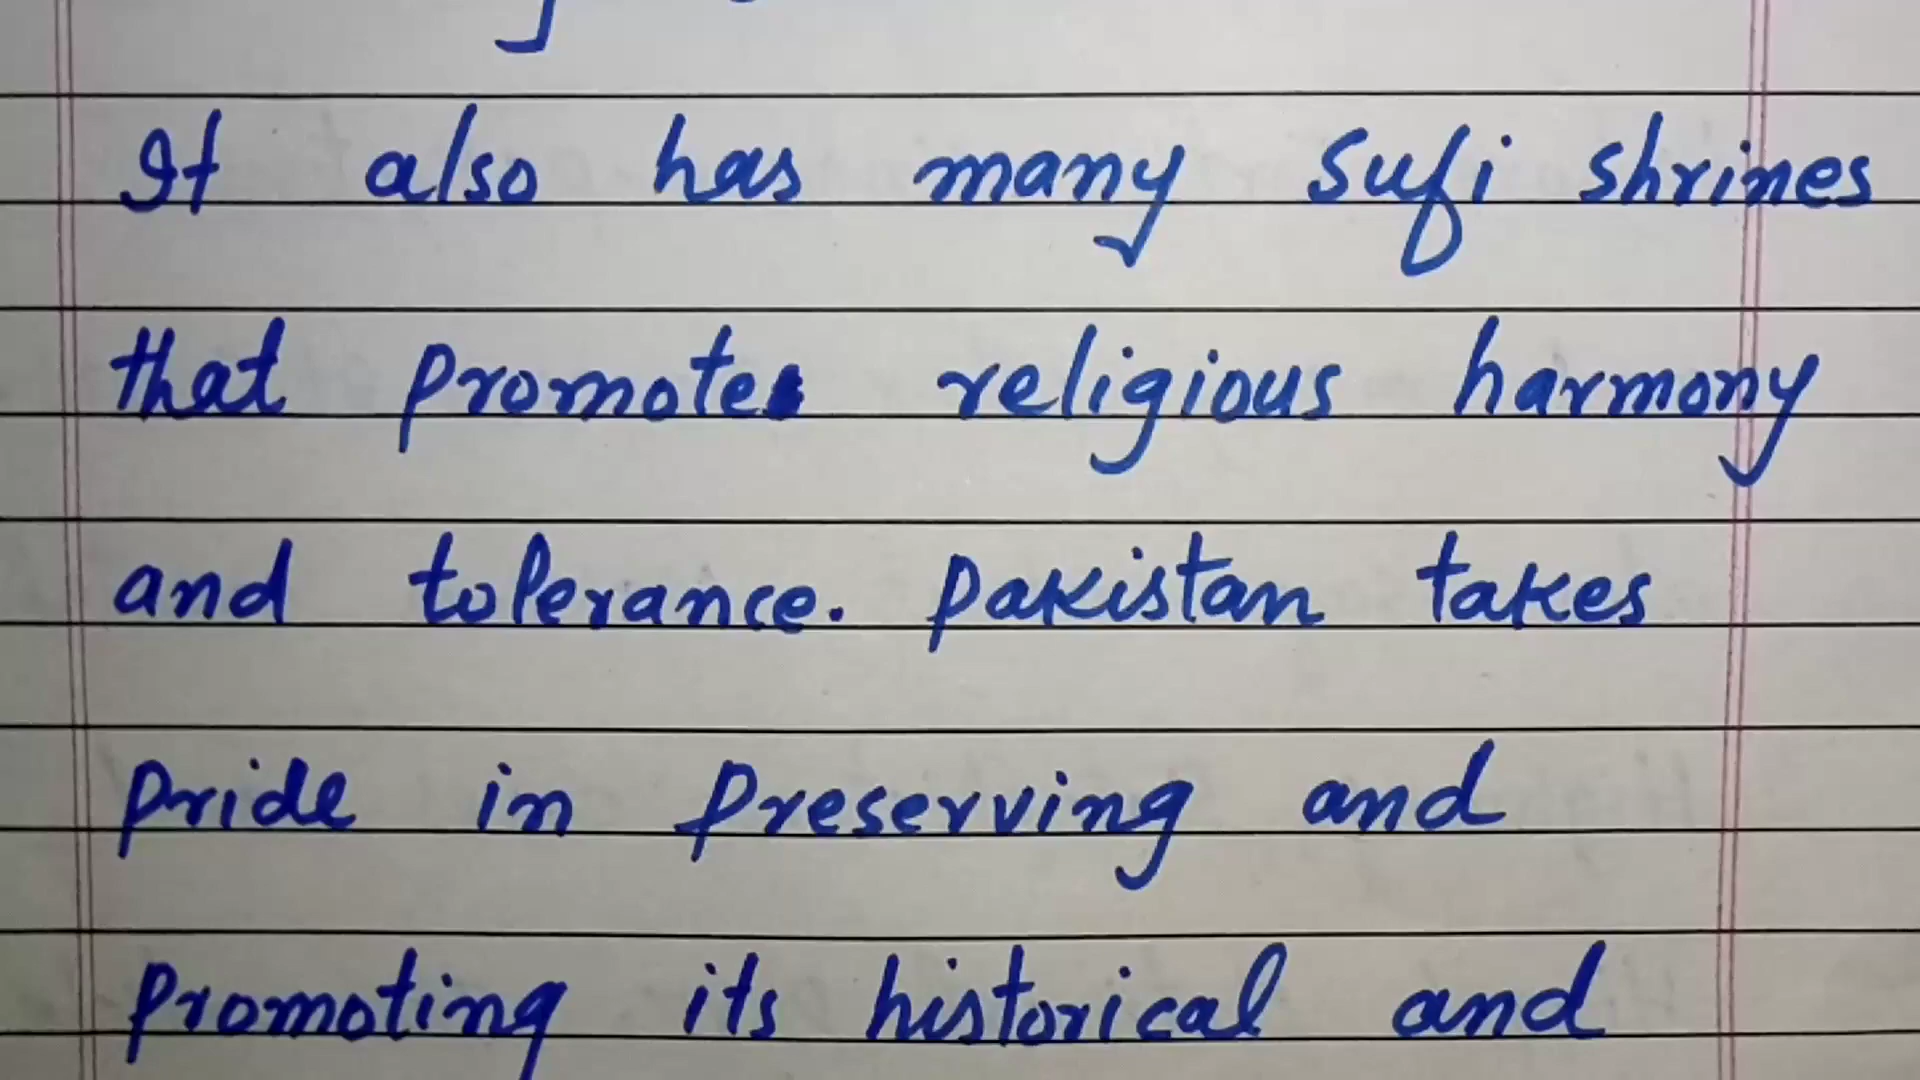 It also has many sufi shrines
that promote religious harmony
and tolerance. Pakistan takes
pride in preserving and
promoting its historical and